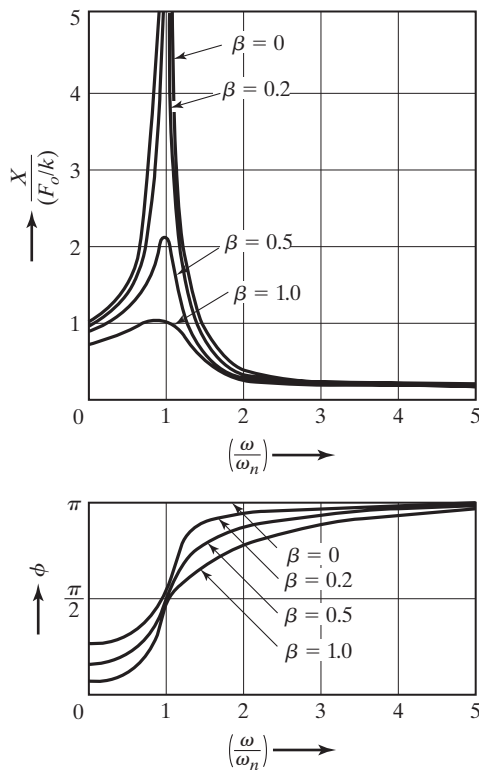 5
β = 0
4
β = 0.2
X
(F_o/k)
3
2
β = 0.5
β = 1.0
1
0 1 2 3 4 5
(ω/ω_n)
π
β = 0
β = 0.2
ϕ
π/2
β = 0.5
β = 1.0
0 1 2 3 4 5
(ω/ω_n)